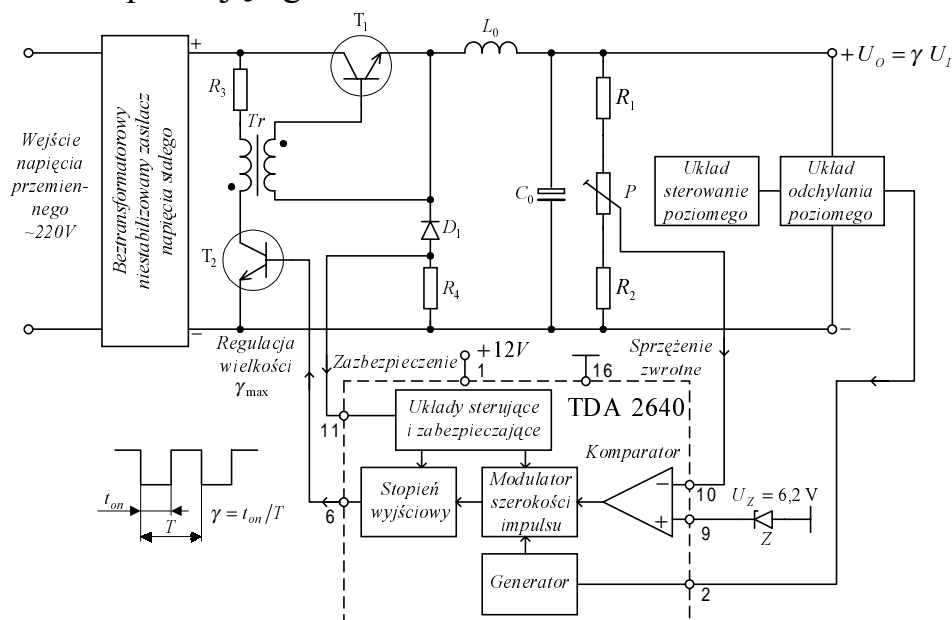 T1
L0
+
+ U_O = γ U_I
R3
R1
Tr
Wejście
napięcia
przemien-
nego
~220V
Beztransformatorowy
niestabilizowany zasilacz
napięcia stałego
C0
P
Układ
sterowanie
poziomego
Układ
odchylania
poziomego
D1
T2
R4
R2
−
−
Regulacja
wielkości
γmax
Zazbezpieczenie
+12V
1
16
Sprzężenie
zwrotne
TDA 2640
11
Układy sterujące
i zabezpieczające
Komparator
ton
T
γ = ton/T
6
Stopień
wyjściowy
Modulator
szerokości
impulsu
−
+
10
9
UZ = 6,2 V
Z
Generator
2